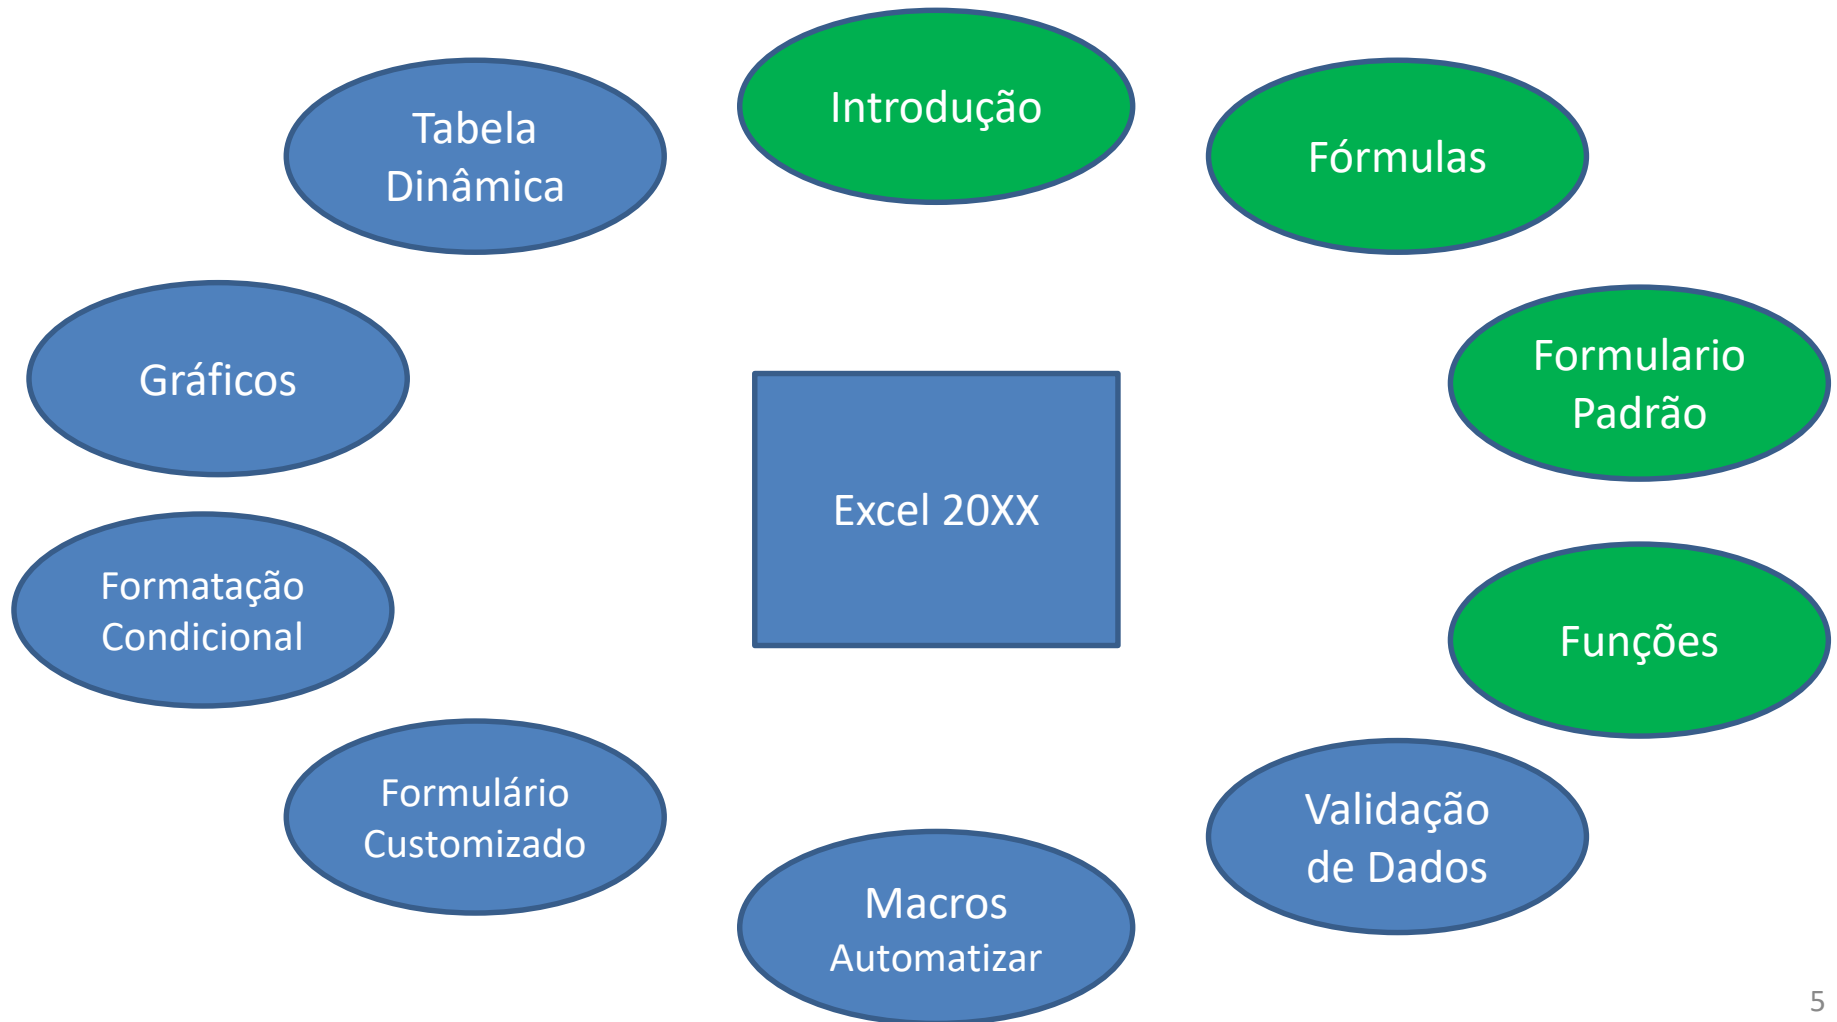 Introdução
Fórmulas
Formulario
Padrão
Funções
Validação
de Dados
Macros
Automatizar
Formulário
Customizado
Formatação
Condicional
Gráficos
Tabela
Dinâmica
Excel 20XX
5